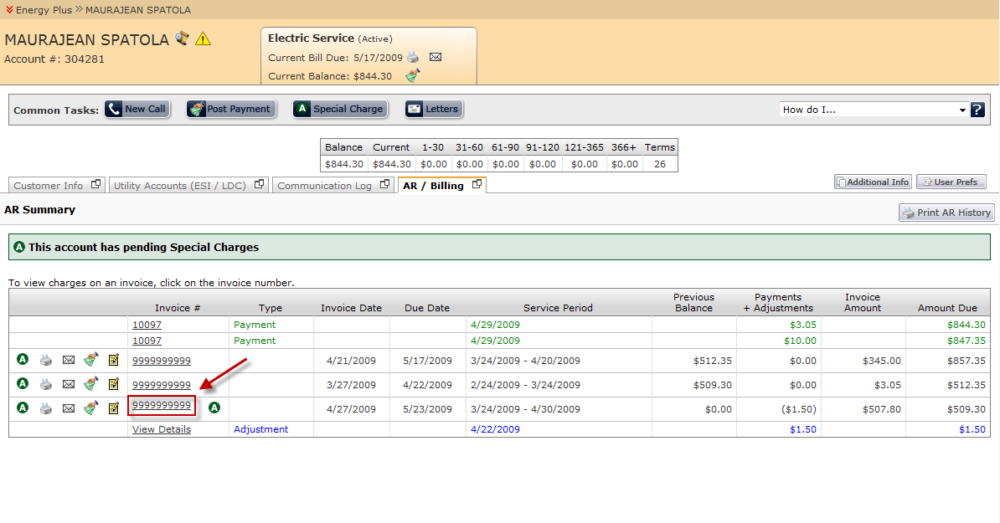 Energy Plus » MAURAJEAN SPATOLA
MAURAJEAN SPATOLA
Account #: 304281
Electric Service (Active)
Current Bill Due: 5/17/2009
Current Balance: $844.30
Common Tasks: New Call Post Payment A Special Charge Letters How do I... ?
Balance Current 1-30 31-60 61-90 91-120 121-365 366+ Terms
$844.30 $844.30 $0.00 $0.00 $0.00 $0.00 $0.00 $0.00 26
Customer Info Utility Accounts (ESI / LDC) Communication Log AR / Billing Additional Info User Prefs
AR Summary
Print AR History
A This account has pending Special Charges
To view charges on an invoice, click on the invoice number.
Invoice # Type Invoice Date Due Date Service Period Previous Balance Payments + Adjustments Invoice Amount Amount Due
10097 Payment 4/29/2009 $3.05 $844.30
10097 Payment 4/29/2009 $10.00 $847.35
A 9999999999 4/21/2009 5/17/2009 3/24/2009 - 4/20/2009 $512.35 $0.00 $345.00 $857.35
A 9999999999 3/27/2009 4/22/2009 2/24/2009 - 3/24/2009 $509.30 $0.00 $3.05 $512.35
A 9999999999 A 4/27/2009 5/23/2009 3/24/2009 - 4/30/2009 $0.00 ($1.50) $507.80 $509.30
View Details Adjustment 4/22/2009 $1.50 $1.50